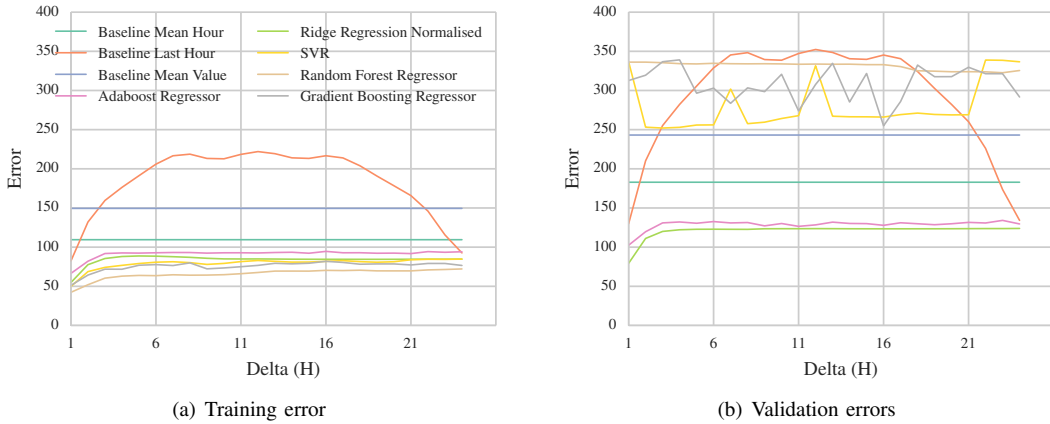 400
350
300
250
200
150
100
50
0
Error
Baseline Mean Hour
Baseline Last Hour
Baseline Mean Value
Adaboost Regressor
Ridge Regression Normalised
SVR
Random Forest Regressor
Gradient Boosting Regressor
1 6 11 16 21
Delta (H)
(a) Training error
400
350
300
250
200
150
100
50
0
Error
1 6 11 16 21
Delta (H)
(b) Validation errors